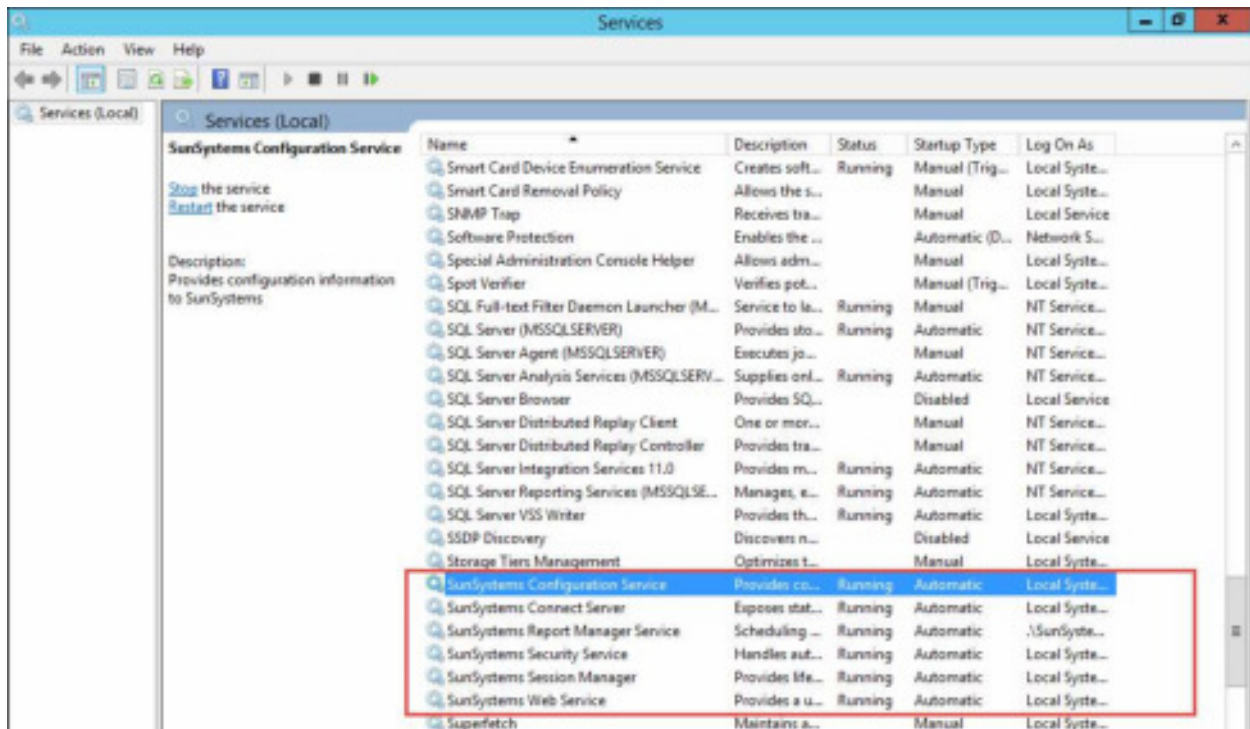 Services
File Action View Help
Services (Local)
Services (Local)
SunSystems Configuration Service
Stop the service
Restart the service
Description:
Provides configuration information
to SunSystems
Name Description Status Startup Type Log On As
Smart Card Device Enumeration Service Creates soft... Running Manual (Trig... Local Syste...
Smart Card Removal Policy Allows the s... Manual Local Syste...
SNMP Trap Receives tra... Manual Local Service
Software Protection Enables the ... Automatic (D... Network S...
Special Administration Console Helper Allows adm... Manual Local Syste...
Spot Verifier Verifies pot... Manual (Trig... Local Syste...
SQL Full-text Filter Daemon Launcher (M... Service to la... Running Manual NT Service...
SQL Server (MSSQLSERVER) Provides sto... Running Automatic NT Service...
SQL Server Agent (MSSQLSERVER) Executes jo... Manual NT Service...
SQL Server Analysis Services (MSSQLSERV... Supplies onl... Running Automatic NT Service...
SQL Server Browser Provides SQ... Disabled Local Service
SQL Server Distributed Replay Client One or mor... Manual NT Service...
SQL Server Distributed Replay Controller Provides tra... Manual NT Service...
SQL Server Integration Services 11.0 Provides m... Running Automatic NT Service...
SQL Server Reporting Services (MSSQLSE... Manages, e... Running Automatic NT Service...
SQL Server VSS Writer Provides th... Running Automatic Local Syste...
SSDP Discovery Discovers n... Disabled Local Service
Storage Tiers Management Optimizes t... Manual Local Syste...
SunSystems Configuration Service Provides co... Running Automatic Local Syste...
SunSystems Connect Server Exposes stat... Running Automatic Local Syste...
SunSystems Report Manager Service Scheduling ... Running Automatic .\SunSyste...
SunSystems Security Service Handles aut... Running Automatic Local Syste...
SunSystems Session Manager Provides life... Running Automatic Local Syste...
SunSystems Web Service Provides a u... Running Automatic Local Syste...
Superfetch Maintains a... Manual Local Syste...